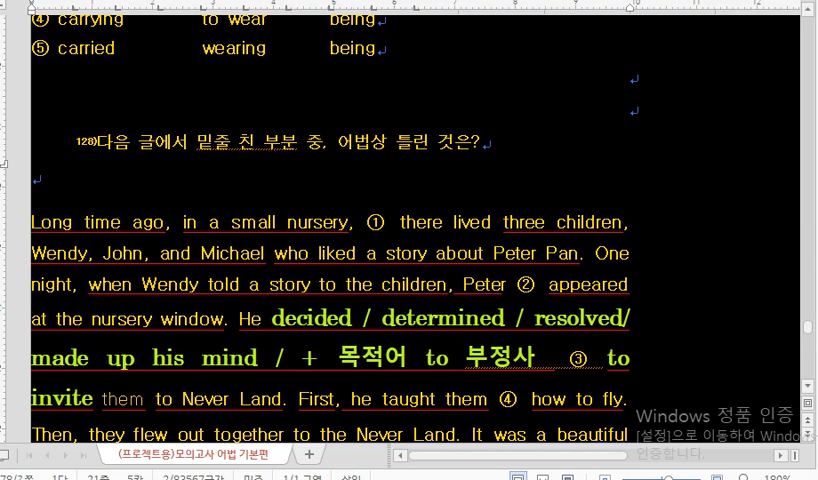 ④ carrying to wear being
⑤ carried wearing being
128)다음 글에서 밑줄 친 부분 중, 어법상 틀린 것은?
Long time ago, in a small nursery, ① there lived three children,
Wendy, John, and Michael who liked a story about Peter Pan. One
night, when Wendy told a story to the children, Peter ② appeared
at the nursery window. He decided / determined / resolved/
made up his mind / + 목적어 to 부정사 ③ to
invite them to Never Land. First, he taught them ④ how to fly.
Then, they flew out together to the Never Land. It was a beautiful
Windows 정품 인증
[설정]으로 이동하여 Windows
인증합니다.
(프로젝트용)모의고사 어법 기본편
180%